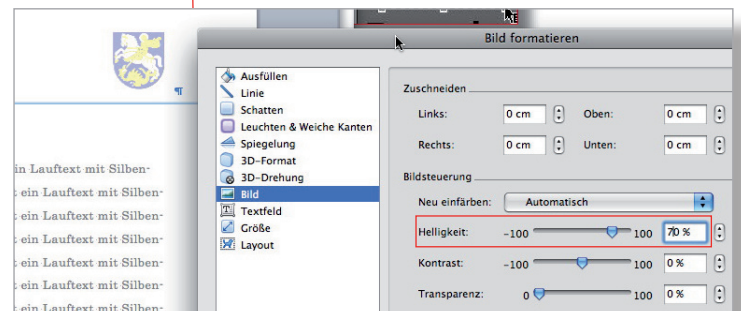 Bild formatieren
¶
Ausfüllen
Linie
Schatten
Leuchten & Weiche Kanten
Spiegelung
3D-Format
3D-Drehung
Bild
Textfeld
Größe
Layout
Zuschneiden
Links: 0 cm Oben: 0 cm
Rechts: 0 cm Unten: 0 cm
Bildsteuerung
Neu einfärben: Automatisch
Helligkeit: -100 100 70 %
Kontrast: -100 100 0 %
Transparenz: 0 100 0 %
in Lauftext mit Silben-
t ein Lauftext mit Silben-
t ein Lauftext mit Silben-
t ein Lauftext mit Silben-
t ein Lauftext mit Silben-
t ein Lauftext mit Silben-
t ein Lauftext mit Silben-